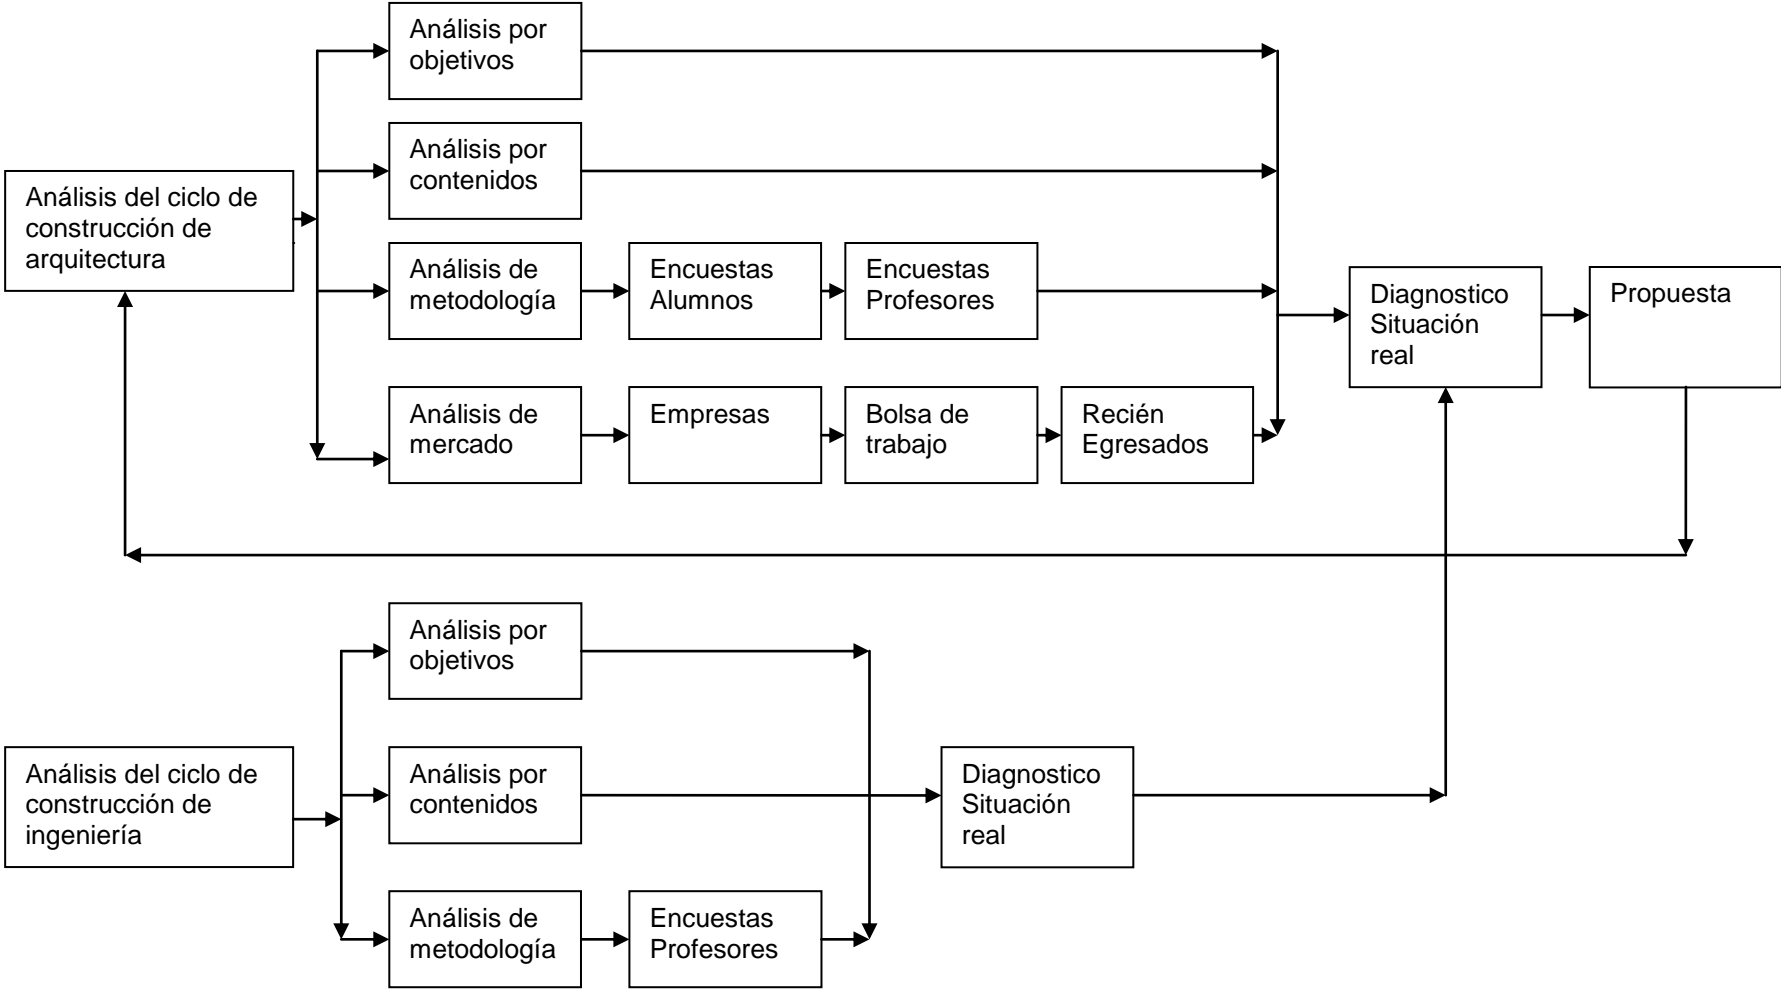 Análisis por
objetivos
Análisis por
contenidos
Análisis del ciclo de
construcción de
arquitectura
Análisis de
metodología
Encuestas
Alumnos
Encuestas
Profesores
Diagnostico
Situación
real
Propuesta
Análisis de
mercado
Empresas
Bolsa de
trabajo
Recién
Egresados
Análisis por
objetivos
Análisis del ciclo de
construcción de
ingeniería
Análisis por
contenidos
Diagnostico
Situación
real
Análisis de
metodología
Encuestas
Profesores